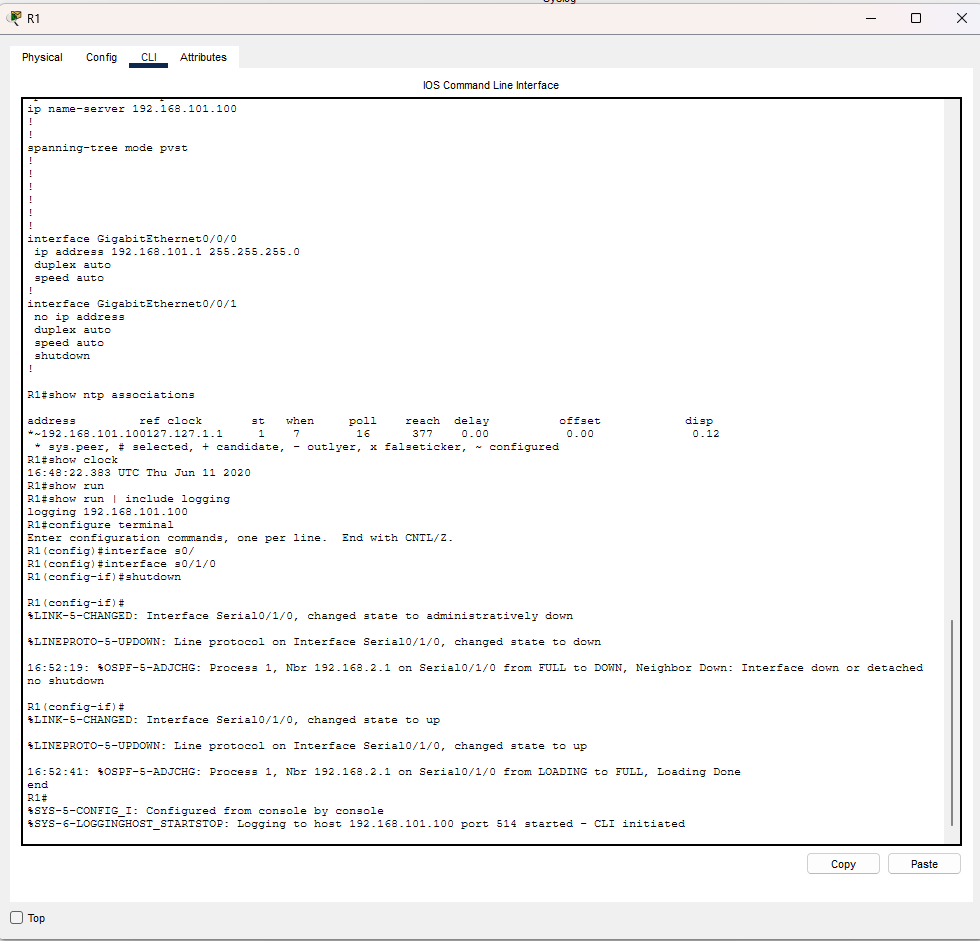 Syslog
R1
Physical Config CLI Attributes
IOS Command Line Interface
ip name-server 192.168.101.100
!
!
spanning-tree mode pvst
!
!
!
!
!
!
interface GigabitEthernet0/0/0
ip address 192.168.101.1 255.255.255.0
duplex auto
speed auto
!
interface GigabitEthernet0/0/1
no ip address
duplex auto
speed auto
shutdown
!
R1#show ntp associations
address ref clock st when poll reach delay offset disp
*~192.168.101.100127.127.1.1 1 7 16 377 0.00 0.00 0.12
* sys.peer, # selected, + candidate, - outlyer, x falseticker, ~ configured
R1#show clock
16:48:22.383 UTC Thu Jun 11 2020
R1#show run
R1#show run | include logging
logging 192.168.101.100
R1#configure terminal
Enter configuration commands, one per line. End with CNTL/Z.
R1(config)#interface s0/
R1(config)#interface s0/1/0
R1(config-if)#shutdown
R1(config-if)#
%LINK-5-CHANGED: Interface Serial0/1/0, changed state to administratively down
%LINEPROTO-5-UPDOWN: Line protocol on Interface Serial0/1/0, changed state to down
16:52:19: %OSPF-5-ADJCHG: Process 1, Nbr 192.168.2.1 on Serial0/1/0 from FULL to DOWN, Neighbor Down: Interface down or detached
no shutdown
R1(config-if)#
%LINK-5-CHANGED: Interface Serial0/1/0, changed state to up
%LINEPROTO-5-UPDOWN: Line protocol on Interface Serial0/1/0, changed state to up
16:52:41: %OSPF-5-ADJCHG: Process 1, Nbr 192.168.2.1 on Serial0/1/0 from LOADING to FULL, Loading Done
end
R1#
%SYS-5-CONFIG_I: Configured from console by console
%SYS-6-LOGGINGHOST_STARTSTOP: Logging to host 192.168.101.100 port 514 started - CLI initiated
Copy Paste
Top